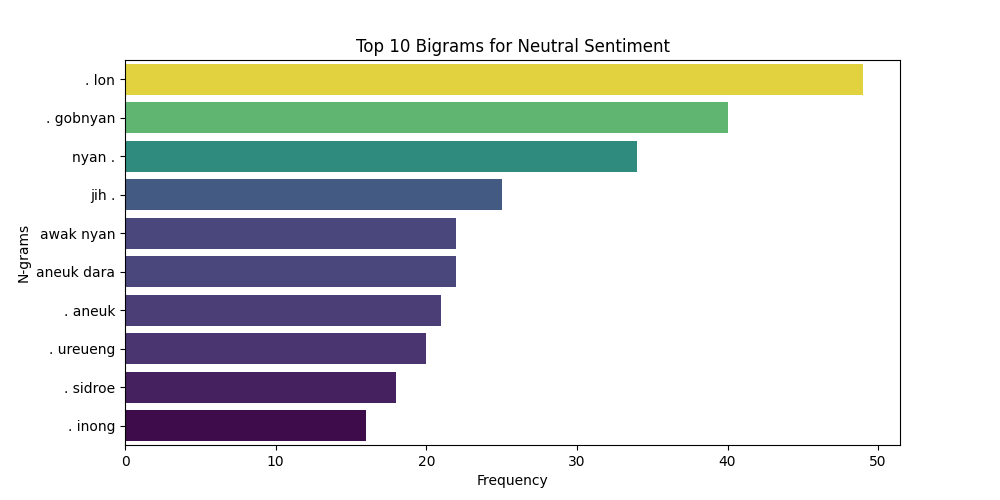 Top 10 Bigrams for Neutral Sentiment
. lon
. gobnyan
nyan .
jih .
awak nyan
aneuk dara
. aneuk
. ureueng
. sidroe
. inong
N-grams
0 10 20 30 40 50
Frequency